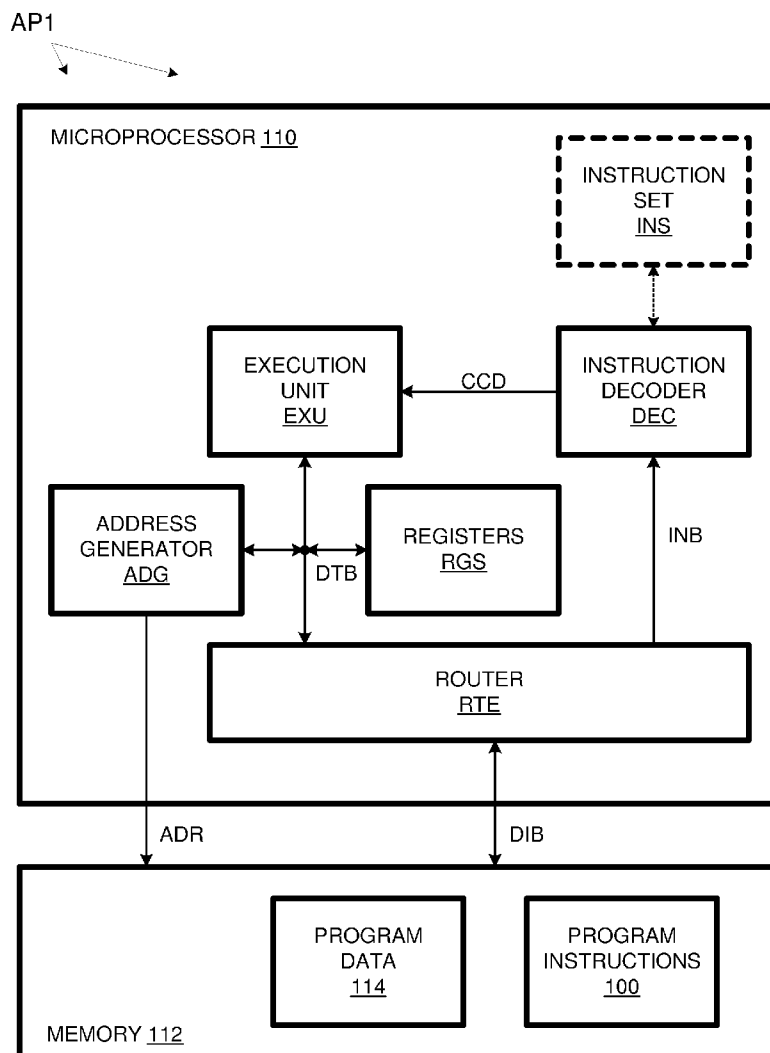 AP1
MICROPROCESSOR 110
INSTRUCTION
SET
INS
EXECUTION
UNIT
EXU
CCD
INSTRUCTION
DECODER
DEC
ADDRESS
GENERATOR
ADG
DTB
REGISTERS
RGS
INB
ROUTER
RTE
ADR
DIB
PROGRAM
DATA
114
PROGRAM
INSTRUCTIONS
100
MEMORY 112